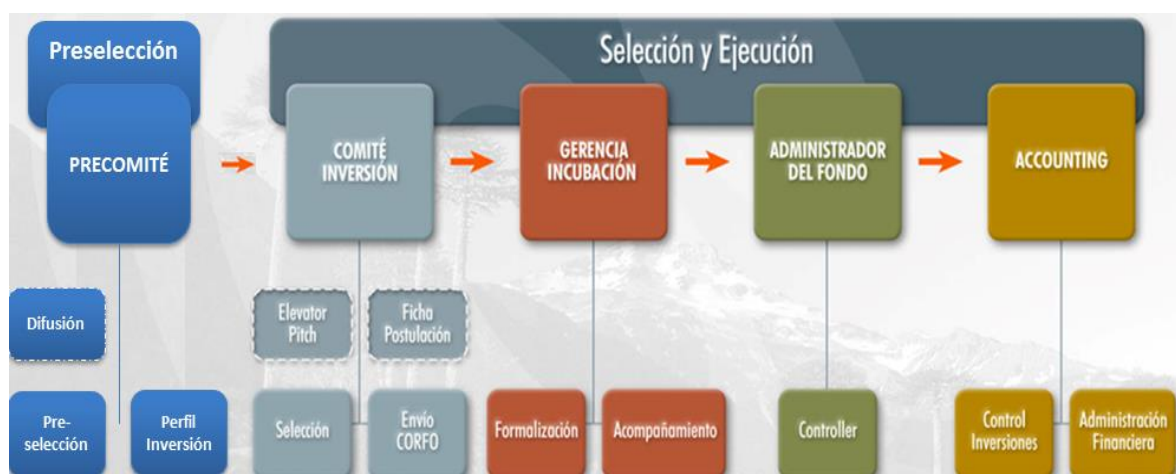 Preselección
Selección y Ejecución
PRECOMITÉ
COMITÉ
INVERSIÓN
GERENCIA
INCUBACIÓN
ADMINISTRADOR
DEL FONDO
ACCOUNTING
Difusión
Elevator
Pitch
Ficha
Postulación
Pre-
selección
Perfil
Inversión
Selección
Envío
CORFO
Formalización
Acompañamiento
Controller
Control
Inversiones
Administración
Financiera